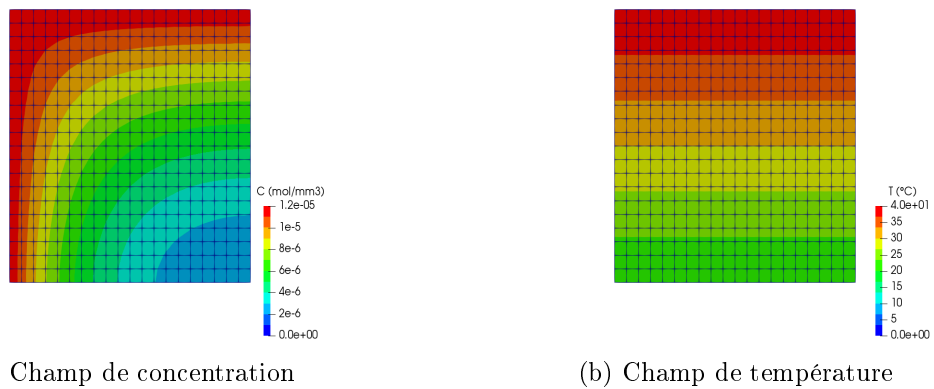 C (mol/mm3)
1.2e-05
1e-5
8e-6
6e-6
4e-6
2e-6
0.0e+00
T (°C)
4.0e+01
35
30
25
20
15
10
5
0.0e+00
Champ de concentration
(b) Champ de température